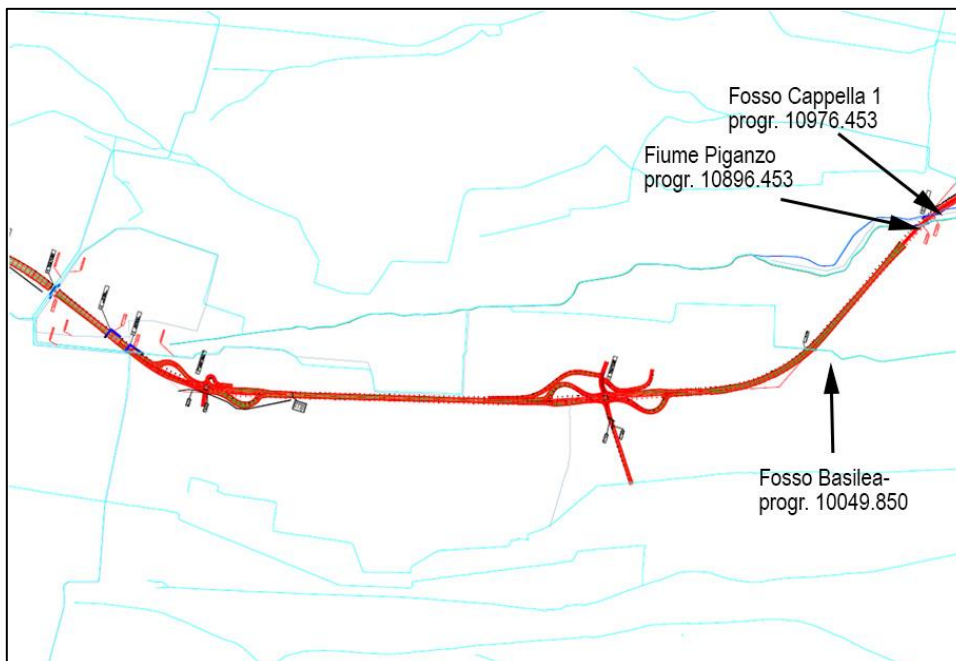 Fosso Cappella 1
progr. 10976.453
Fiume Piganzo
progr. 10896.453
Fosso Basilea-
progr. 10049.850